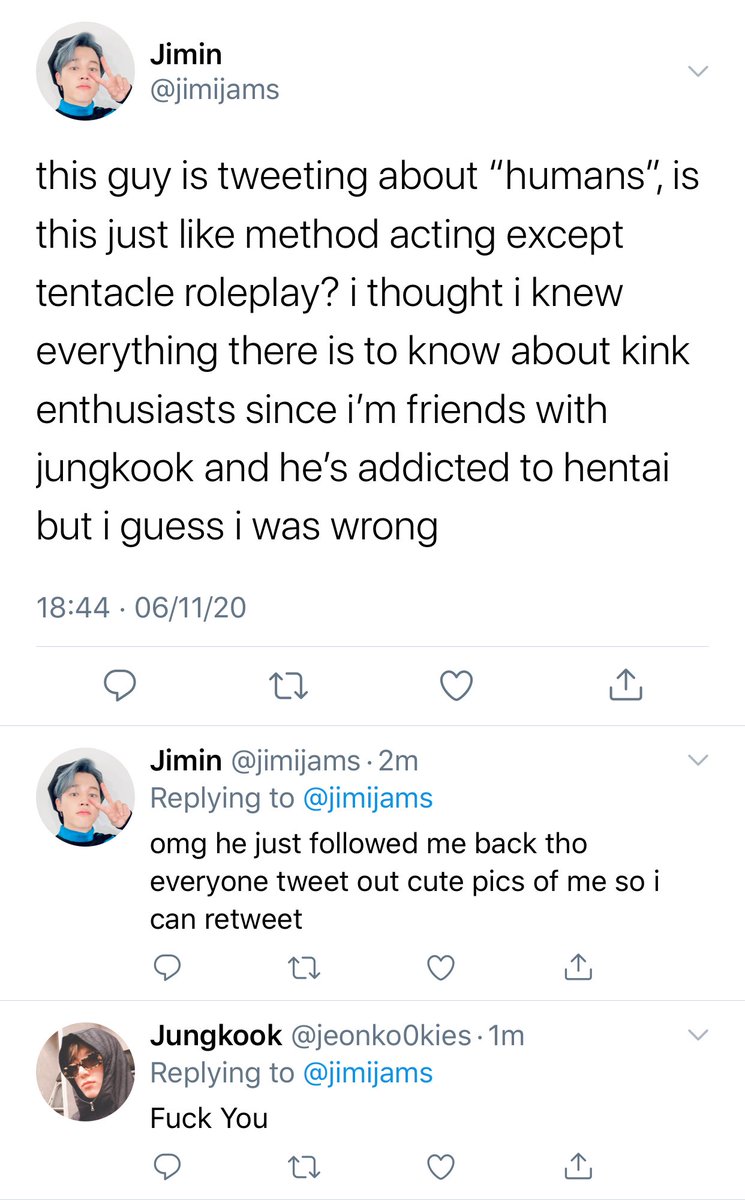 Jimin
@jimijams
this guy is tweeting about “humans”, is
this just like method acting except
tentacle roleplay? i thought i knew
everything there is to know about kink
enthusiasts since i’m friends with
jungkook and he’s addicted to hentai
but i guess i was wrong
18:44 · 06/11/20
Jimin @jimijams · 2m
Replying to @jimijams
omg he just followed me back tho
everyone tweet out cute pics of me so i
can retweet
Jungkook @jeonko0kies · 1m
Replying to @jimijams
Fuck You